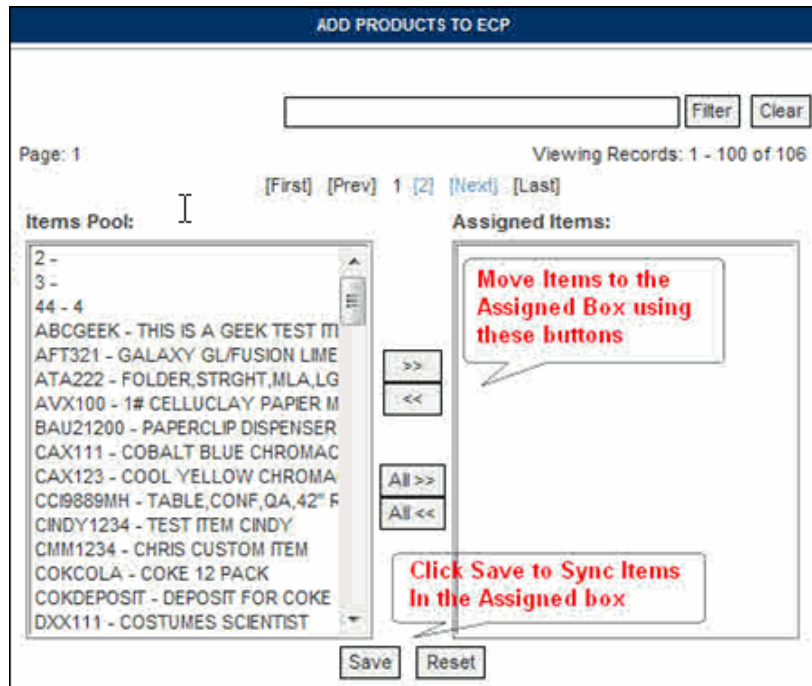 ADD PRODUCTS TO ECP
Filter Clear
Page: 1 Viewing Records: 1 - 100 of 106
[First] [Prev] 1 [2] [Next] [Last]
Items Pool: Assigned Items:
2 -
3 -
44 - 4
ABCGEEK - THIS IS A GEEK TEST ITI
AFT321 - GALAXY GL/FUSION LIME
ATA222 - FOLDER,STRGHT,MLA,LG
AVX100 - 1# CELLUCLAY PAPIER M
BAU21200 - PAPERCLIP DISPENSER
CAX111 - COBALT BLUE CHROMAC
CAX123 - COOL YELLOW CHROMA
CCI9889MH - TABLE,CONF,QA,42" R
CINDY1234 - TEST ITEM CINDY
CMM1234 - CHRIS CUSTOM ITEM
COKCOLA - COKE 12 PACK
COKDEPOSIT - DEPOSIT FOR COKE
DXX111 - COSTUMES SCIENTIST
>>
<<
All >>
All <<
Move Items to the
Assigned Box using
these buttons
Click Save to Sync Items
In the Assigned box
Save Reset